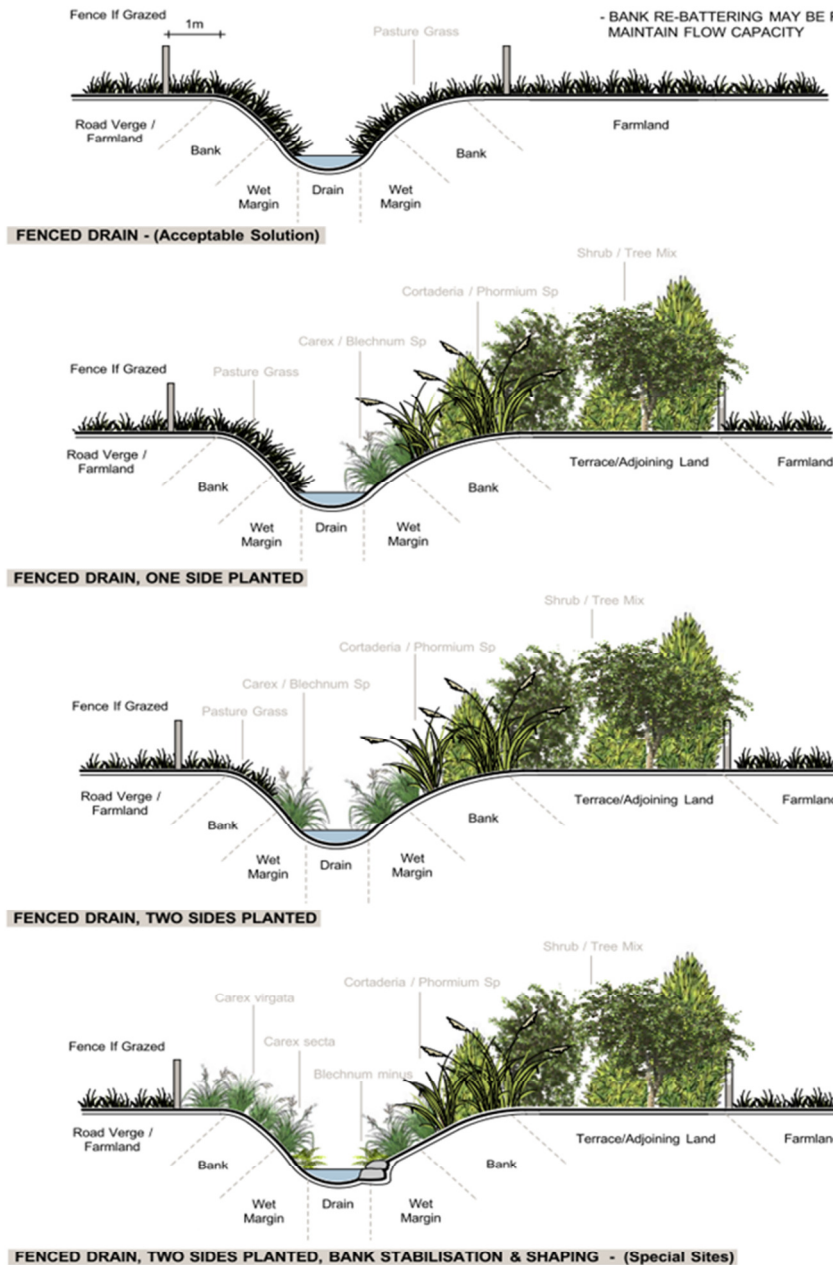 Fence If Grazed
1m
Pasture Grass
- BANK RE-BATTERING MAY BE
MAINTAIN FLOW CAPACITY
Road Verge /
Farmland
Bank
Wet
Margin
Drain
Wet
Margin
Bank
Farmland
FENCED DRAIN - (Acceptable Solution)
Shrub / Tree Mix
Cortaderia / Phormium Sp
Carex / Blechnum Sp
Fence If Grazed
Pasture Grass
Road Verge /
Farmland
Bank
Wet
Margin
Drain
Wet
Margin
Bank
Terrace/Adjoining Land
Farmland
FENCED DRAIN, ONE SIDE PLANTED
Shrub / Tree Mix
Cortaderia / Phormium Sp
Carex / Blechnum Sp
Fence If Grazed
Pasture Grass
Road Verge /
Farmland
Bank
Wet
Margin
Drain
Wet
Margin
Bank
Terrace/Adjoining Land
Farmland
FENCED DRAIN, TWO SIDES PLANTED
Shrub / Tree Mix
Cortaderia / Phormium Sp
Carex virgata
Carex secta
Fence If Grazed
Blechnum minus
Road Verge /
Farmland
Bank
Wet
Margin
Drain
Wet
Margin
Bank
Terrace/Adjoining Land
Farmland
FENCED DRAIN, TWO SIDES PLANTED, BANK STABILISATION & SHAPING - (Special Sites)